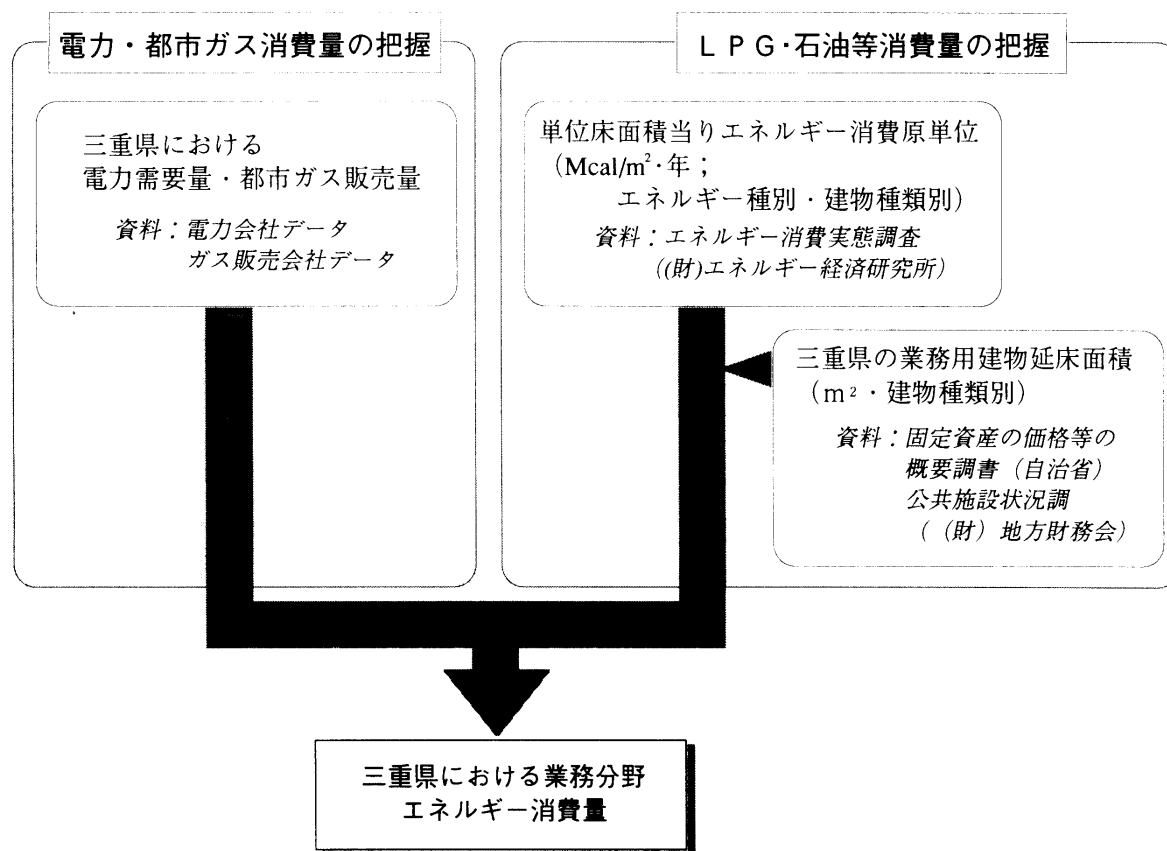 電力・都市ガス消費量の把握
三重県における
電力需要量・都市ガス販売量
資料：電力会社データ
ガス販売会社データ
ＬＰＧ・石油等消費量の把握
単位床面積当りエネルギー消費原単位
（Mcal/m²・年；
エネルギー種別・建物種類別）
資料：エネルギー消費実態調査
（(財)エネルギー経済研究所）
三重県の業務用建物延床面積
（ｍ²・建物種類別）
資料：固定資産の価格等の
概要調書（自治省）
公共施設状況調
（（財）地方財務会）
三重県における業務分野
エネルギー消費量